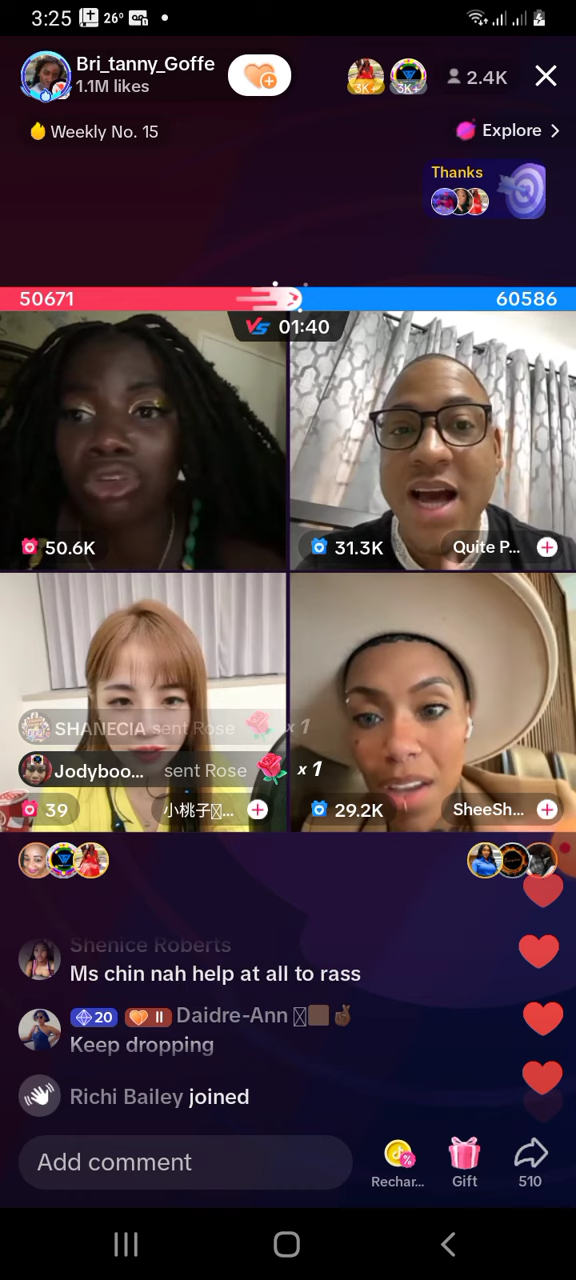 3:25
26°
Bri_tanny_Goffe
1.1M likes
3K+
3K+
2.4K
Weekly No. 15
Explore
Thanks
50671
60586
VS 01:40
50.6K
31.3K
Quite P...
SHANECIA sent Rose x 1
Jodyboo... sent Rose x 1
39
小桃子...
29.2K
SheeSh...
Shenice Roberts
Ms chin nah help at all to rass
20
II
Daidre-Ann
Keep dropping
Richi Bailey joined
Add comment
Rechar...
Gift
510